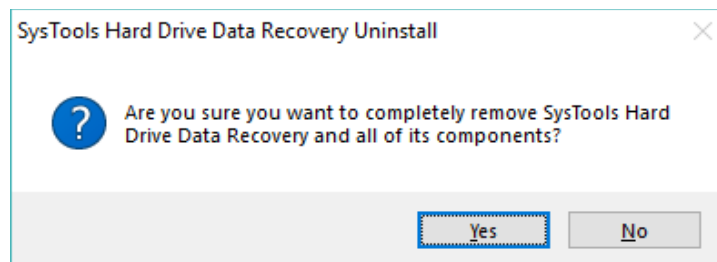 SysTools Hard Drive Data Recovery Uninstall
?
Are you sure you want to completely remove SysTools Hard
Drive Data Recovery and all of its components?
Yes
No